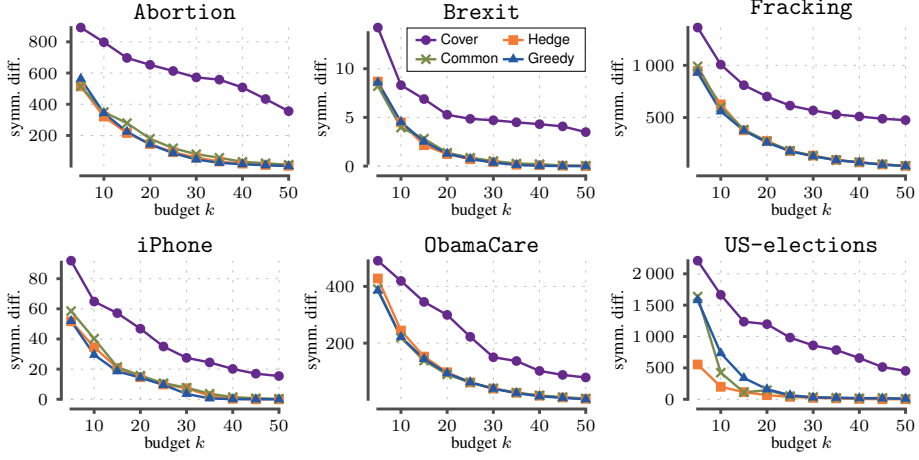 Abortion
symm. diff.
800
600
400
200
10 20 30 40 50
budget k
Brexit
symm. diff.
10
5
0
Cover
Hedge
Common
Greedy
10 20 30 40 50
budget k
Fracking
symm. diff.
1 000
500
10 20 30 40 50
budget k
iPhone
symm. diff.
80
60
40
20
0
10 20 30 40 50
budget k
ObamaCare
symm. diff.
400
200
10 20 30 40 50
budget k
US-elections
symm. diff.
2 000
1 500
1 000
500
0
10 20 30 40 50
budget k